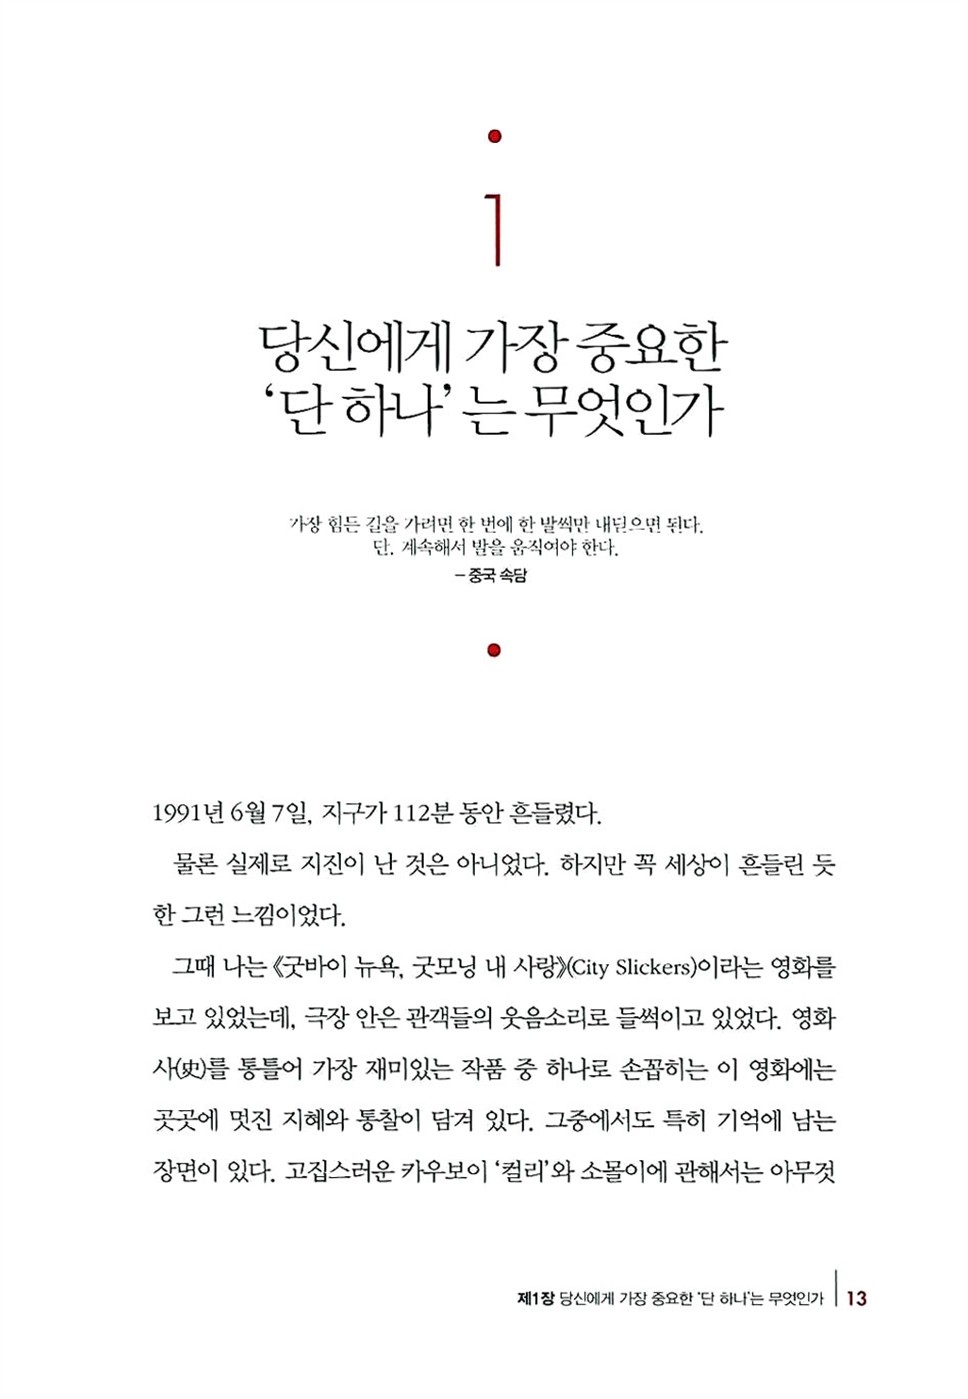 1
당신에게 가장 중요한
‘단 하나’는 무엇인가
가장 힘든 길을 가려면 한 번에 한 발씩만 내딛으면 된다.
단, 계속해서 발을 움직여야 한다.
– 중국 속담
1991년 6월 7일, 지구가 112분 동안 흔들렸다.
물론 실제로 지진이 난 것은 아니었다. 하지만 꼭 세상이 흔들린 듯
한 그런 느낌이었다.
그때 나는 《굿바이 뉴욕, 굿모닝 내 사랑》(City Slickers)이라는 영화를
보고 있었는데, 극장 안은 관객들의 웃음소리로 들썩이고 있었다. 영화
사(史)를 통틀어 가장 재미있는 작품 중 하나로 손꼽히는 이 영화에는
곳곳에 멋진 지혜와 통찰이 담겨 있다. 그중에서도 특히 기억에 남는
장면이 있다. 고집스러운 카우보이 ‘컬리’와 소몰이에 관해서는 아무것
제1장 당신에게 가장 중요한 ‘단 하나’는 무엇인가 13